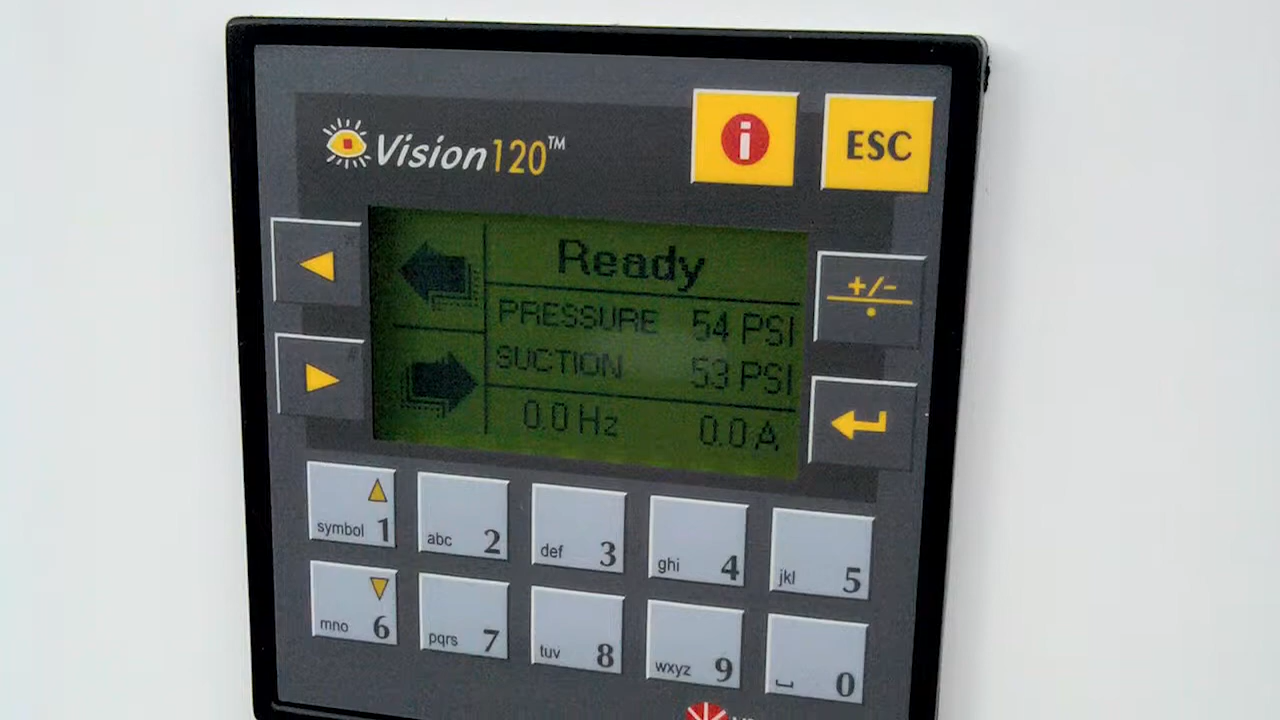 Vision120™
i
ESC
Ready
+/-
.
PRESSURE 54 PSI
SUCTION 53 PSI
0.0 Hz 0.0 A
symbol 1
abc 2
def 3
ghi 4
jkl 5
mno 6
pqrs 7
tuv 8
wxyz 9
0